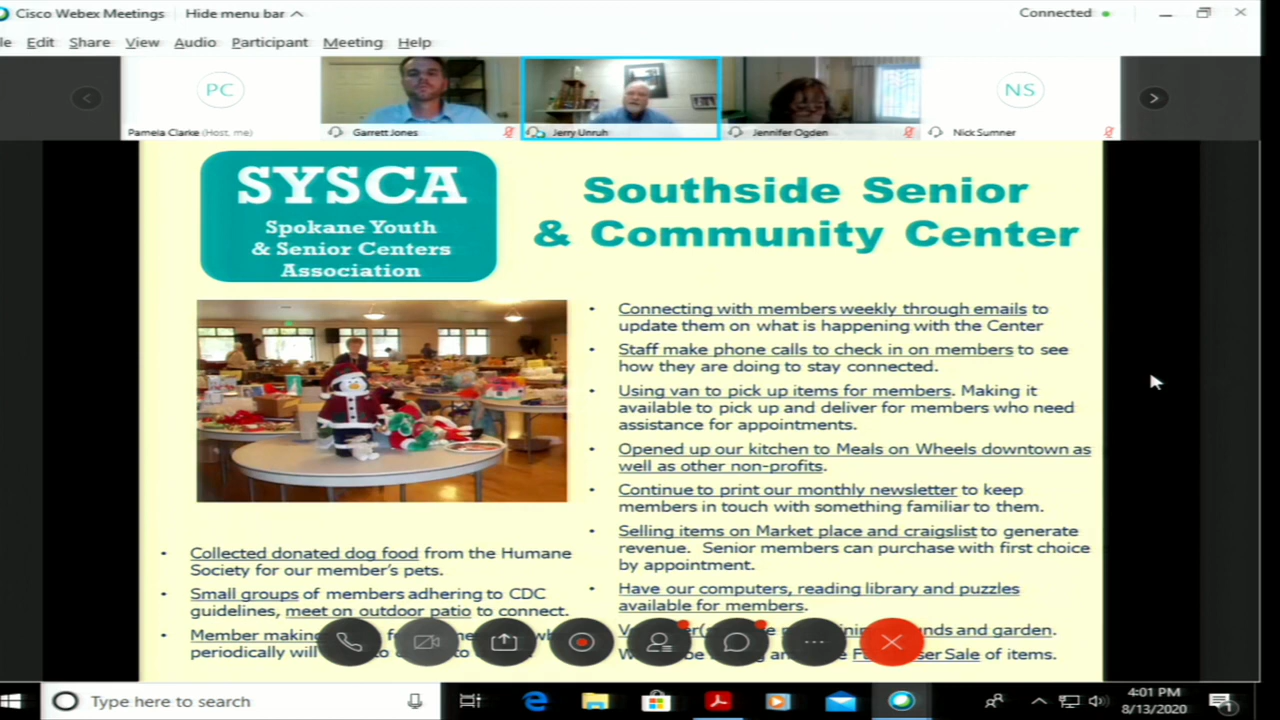 Cisco Webex Meetings Hide menu bar
Connected
Edit Share View Audio Participant Meeting Help
PC
NS
Pamela Clarke (Host, me)
Garrett Jones
Jerry Unruh
Jennifer Ogden
Nick Sumner
SYSCA
Spokane Youth
& Senior Centers
Association
Southside Senior
& Community Center
• Connecting with members weekly through emails to
update them on what is happening with the Center
• Staff make phone calls to check in on members to see
how they are doing to stay connected.
• Using van to pick up items for members. Making it
available to pick up and deliver for members who need
assistance for appointments.
• Opened up our kitchen to Meals on Wheels downtown as
well as other non-profits.
• Continue to print our monthly newsletter to keep
members in touch with something familiar to them.
• Selling items on Market place and craigslist to generate
revenue. Senior members can purchase with first choice
by appointment.
• Have our computers, reading library and puzzles
available for members.
and garden.
Sale of items.
• Collected donated dog food from the Humane
Society for our member's pets.
• Small groups of members adhering to CDC
guidelines, meet on outdoor patio to connect.
• Member
periodically will
Type here to search
4:01 PM
8/13/2020
1